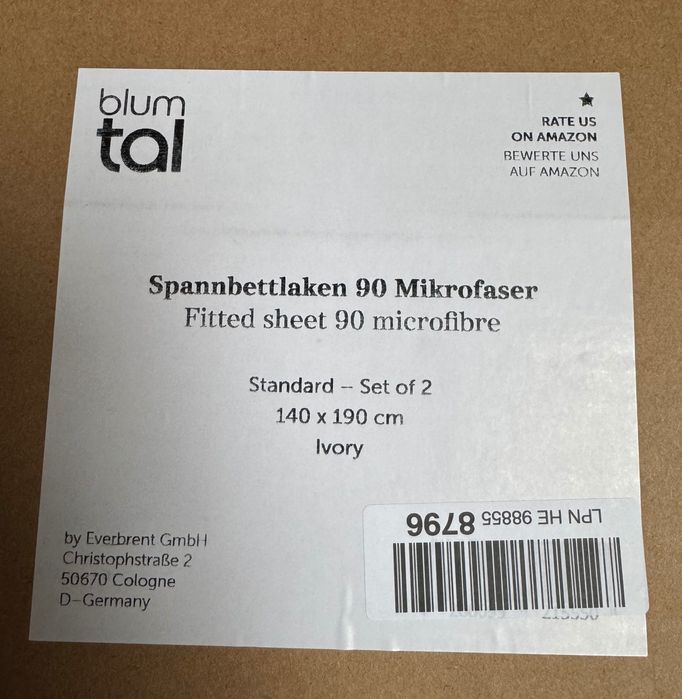 blum
tal
RATE US
ON AMAZON
BEWERTE UNS
AUF AMAZON
Spannbettlaken 90 Mikrofaser
Fitted sheet 90 microfibre
Standard – Set of 2
140 x 190 cm
Ivory
by Everbrent GmbH
Christophstraße 2
50670 Cologne
D-Germany
LPN HE 98855 8796